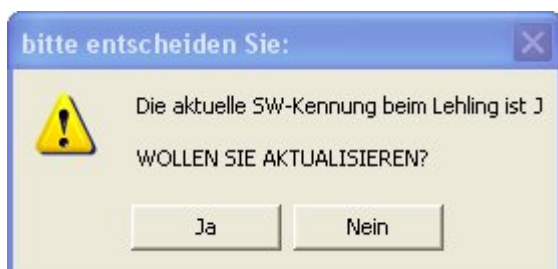 bitte entscheiden Sie:
Die aktuelle SW-Kennung beim Lehling ist J
WOLLEN SIE AKTUALISIEREN?
Ja
Nein